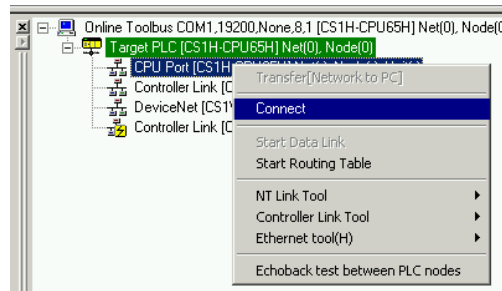 Online Toolbus COM1,19200,None,8,1 [CS1H-CPU65H] Net(0), Node(0
Target PLC [CS1H-CPU65H] Net(0), Node(0)
CPU Port [CS1H
Transfer[Network to PC]
Controller Link [C
Connect
DeviceNet [CS1
Controller Link [C
Start Data Link
Start Routing Table
NT Link Tool
Controller Link Tool
Ethernet tool(H)
Echoback test between PLC nodes